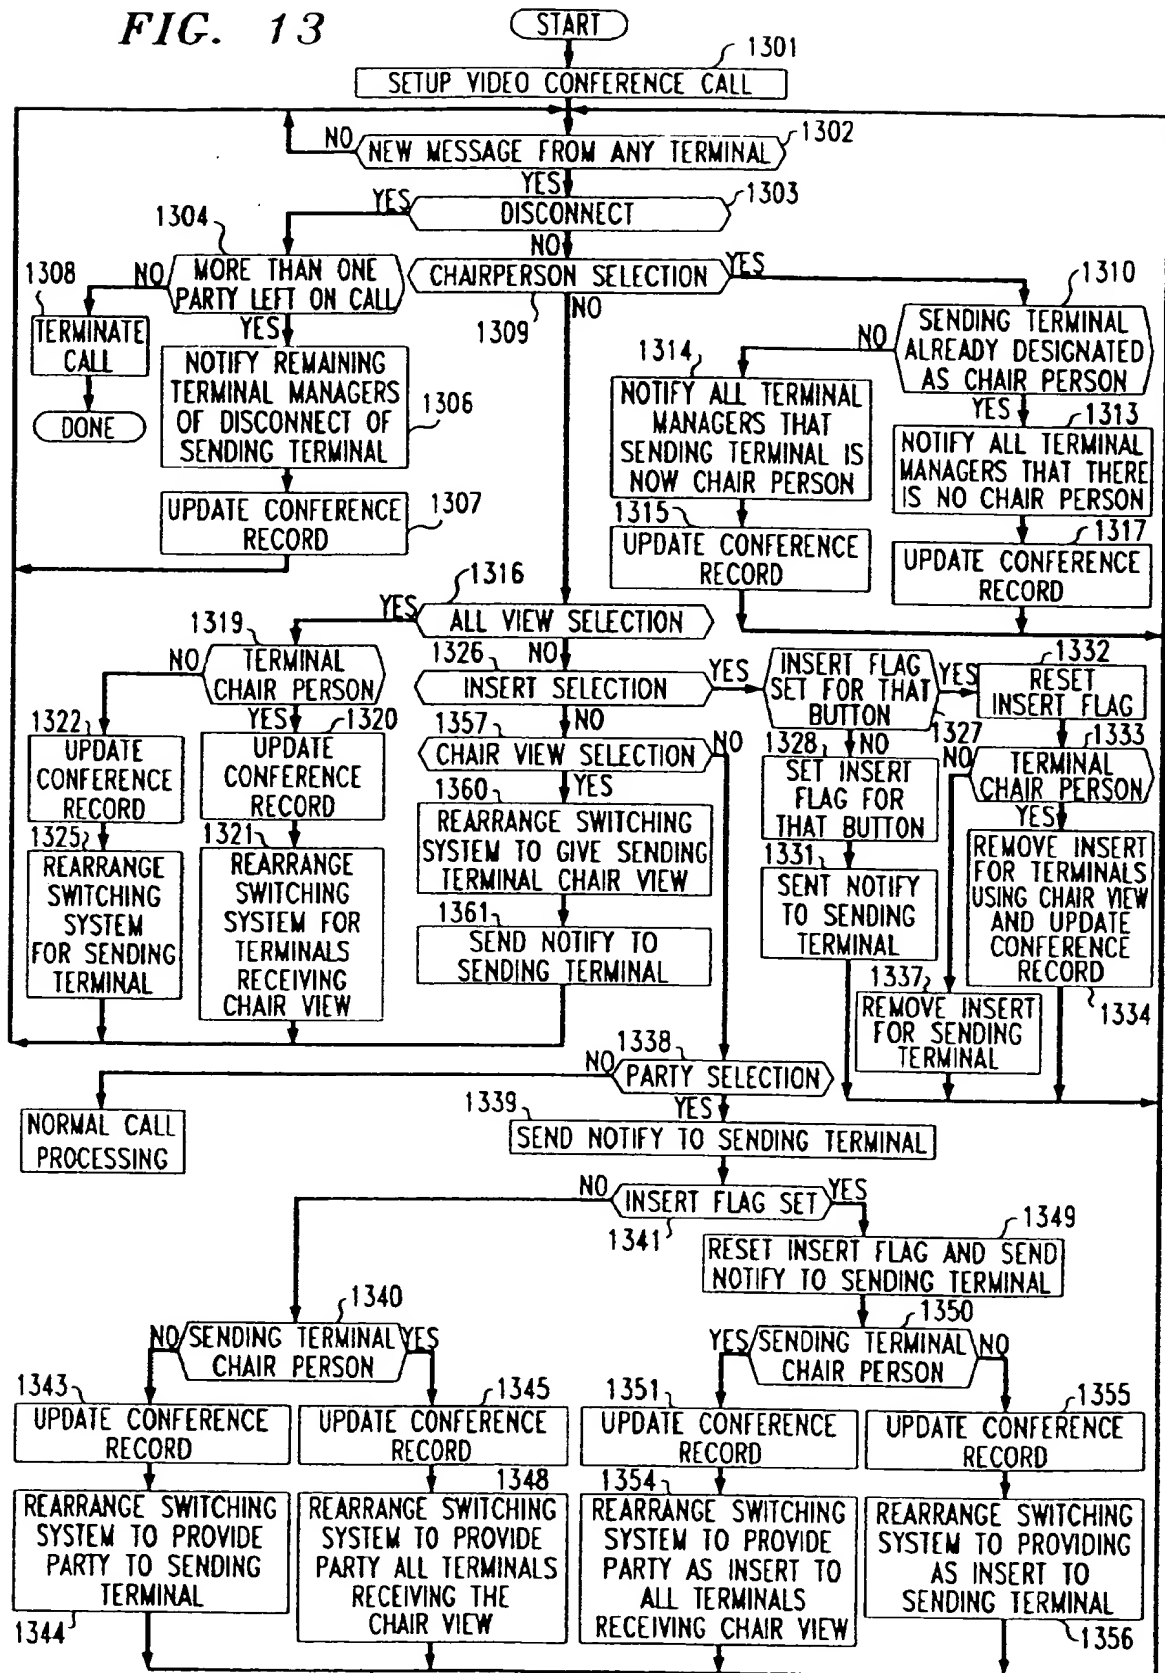 FIG. 13
START
1301
SETUP VIDEO CONFERENCE CALL
NO
1302
NEW MESSAGE FROM ANY TERMINAL
YES
1303
YES
DISCONNECT
1304
NO
NO
MORE THAN ONE
PARTY LEFT ON CALL
CHAIRPERSON SELECTION
YES
1308
TERMINATE
CALL
DONE
YES
1309
NO
1310
SENDING TERMINAL
ALREADY DESIGNATED
AS CHAIR PERSON
NO
YES
NOTIFY REMAINING
TERMINAL MANAGERS
OF DISCONNECT OF
SENDING TERMINAL
1306
1314
NOTIFY ALL TERMINAL
MANAGERS THAT
SENDING TERMINAL IS
NOW CHAIR PERSON
1313
NOTIFY ALL TERMINAL
MANAGERS THAT THERE
IS NO CHAIR PERSON
UPDATE CONFERENCE
RECORD
1307
1315
UPDATE CONFERENCE
RECORD
1317
UPDATE CONFERENCE
RECORD
1316
YES
ALL VIEW SELECTION
NO
1319
NO
TERMINAL
CHAIR PERSON
YES
1326
INSERT SELECTION
YES
NO
INSERT FLAG
SET FOR THAT
BUTTON
YES
1327
NO
1332
RESET
INSERT FLAG
1322
UPDATE
CONFERENCE
RECORD
1320
UPDATE
CONFERENCE
RECORD
1357
CHAIR VIEW SELECTION
NO
YES
1328
SET INSERT
FLAG FOR
THAT BUTTON
1333
NO
TERMINAL
CHAIR PERSON
YES
1325
REARRANGE
SWITCHING
SYSTEM
FOR SENDING
TERMINAL
1321
REARRANGE
SWITCHING
SYSTEM FOR
TERMINALS
RECEIVING
CHAIR VIEW
1360
REARRANGE SWITCHING
SYSTEM TO GIVE SENDING
TERMINAL CHAIR VIEW
1361
SEND NOTIFY TO
SENDING TERMINAL
1331
SENT NOTIFY
TO SENDING
TERMINAL
REMOVE INSERT
FOR TERMINALS
USING CHAIR VIEW
AND UPDATE
CONFERENCE
RECORD
1334
1337
REMOVE INSERT
FOR SENDING
TERMINAL
1338
NO
PARTY SELECTION
YES
NORMAL CALL
PROCESSING
1339
SEND NOTIFY TO SENDING TERMINAL
NO
INSERT FLAG SET
YES
1341
1349
RESET INSERT FLAG AND SEND
NOTIFY TO SENDING TERMINAL
1340
NO
SENDING TERMINAL
CHAIR PERSON
YES
1350
YES
SENDING TERMINAL
CHAIR PERSON
NO
1343
UPDATE CONFERENCE
RECORD
1345
UPDATE CONFERENCE
RECORD
1351
UPDATE CONFERENCE
RECORD
1355
UPDATE CONFERENCE
RECORD
REARRANGE SWITCHING
SYSTEM TO PROVIDE
PARTY TO SENDING
TERMINAL
1344
1348
REARRANGE SWITCHING
SYSTEM TO PROVIDE
PARTY ALL TERMINALS
RECEIVING THE
CHAIR VIEW
1354
REARRANGE SWITCHING
SYSTEM TO PROVIDE
PARTY AS INSERT TO
ALL TERMINALS
RECEIVING CHAIR VIEW
REARRANGE SWITCHING
SYSTEM TO PROVIDING
AS INSERT TO
SENDING TERMINAL
1356